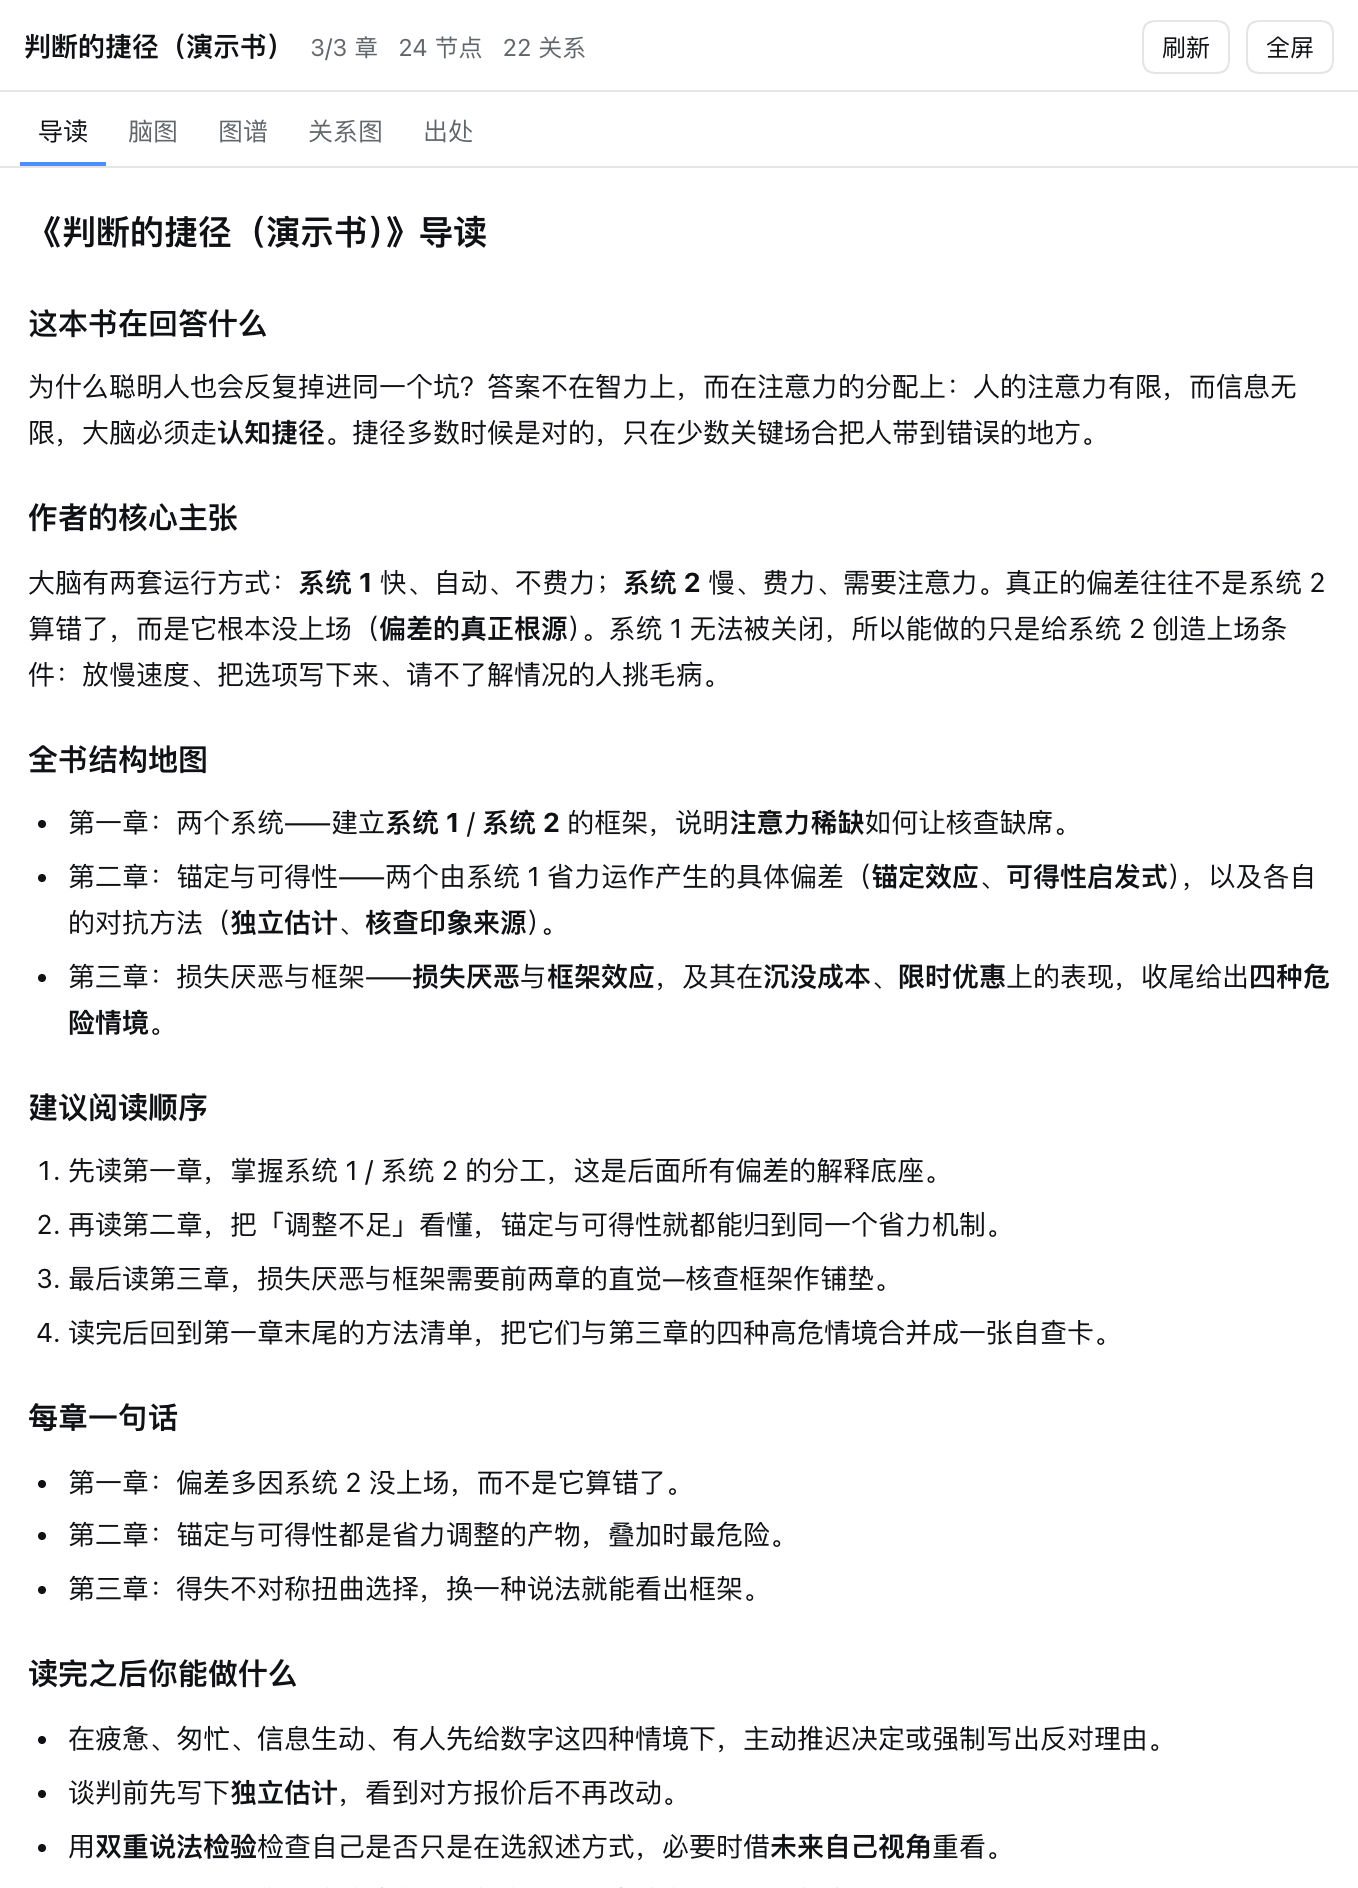 判断的捷径（演示书） 3/3 章 24 节点 22 关系 刷新 全屏
导读 脑图 图谱 关系图 出处
《判断的捷径（演示书）》导读
这本书在回答什么
为什么聪明人也会反复掉进同一个坑？答案不在智力上，而在注意力的分配上：人的注意力有限，而信息无
限，大脑必须走认知捷径。捷径多数时候是对的，只在少数关键场合把人带到错误的地方。
作者的核心主张
大脑有两套运行方式：系统 1 快、自动、不费力；系统 2 慢、费力、需要注意力。真正的偏差往往不是系统 2
算错了，而是它根本没上场（偏差的真正根源）。系统 1 无法被关闭，所以能做的只是给系统 2 创造上场条
件：放慢速度、把选项写下来、请不了解情况的人挑毛病。
全书结构地图
• 第一章：两个系统——建立系统 1 / 系统 2 的框架，说明注意力稀缺如何让核查缺席。
• 第二章：锚定与可得性——两个由系统 1 省力运作产生的具体偏差（锚定效应、可得性启发式），以及各自
的对抗方法（独立估计、核查印象来源）。
• 第三章：损失厌恶与框架——损失厌恶与框架效应，及其在沉没成本、限时优惠上的表现，收尾给出四种危
险情境。
建议阅读顺序
1. 先读第一章，掌握系统 1 / 系统 2 的分工，这是后面所有偏差的解释底座。
2. 再读第二章，把「调整不足」看懂，锚定与可得性就都能归到同一个省力机制。
3. 最后读第三章，损失厌恶与框架需要前两章的直觉—核查框架作铺垫。
4. 读完后回到第一章末尾的方法清单，把它们与第三章的四种高危情境合并成一张自查卡。
每章一句话
• 第一章：偏差多因系统 2 没上场，而不是它算错了。
• 第二章：锚定与可得性都是省力调整的产物，叠加时最危险。
• 第三章：得失不对称扭曲选择，换一种说法就能看出框架。
读完之后你能做什么
• 在疲惫、匆忙、信息生动、有人先给数字这四种情境下，主动推迟决定或强制写出反对理由。
• 谈判前先写下独立估计，看到对方报价后不再改动。
• 用双重说法检验检查自己是否只是在选叙述方式，必要时借未来自己视角重看。